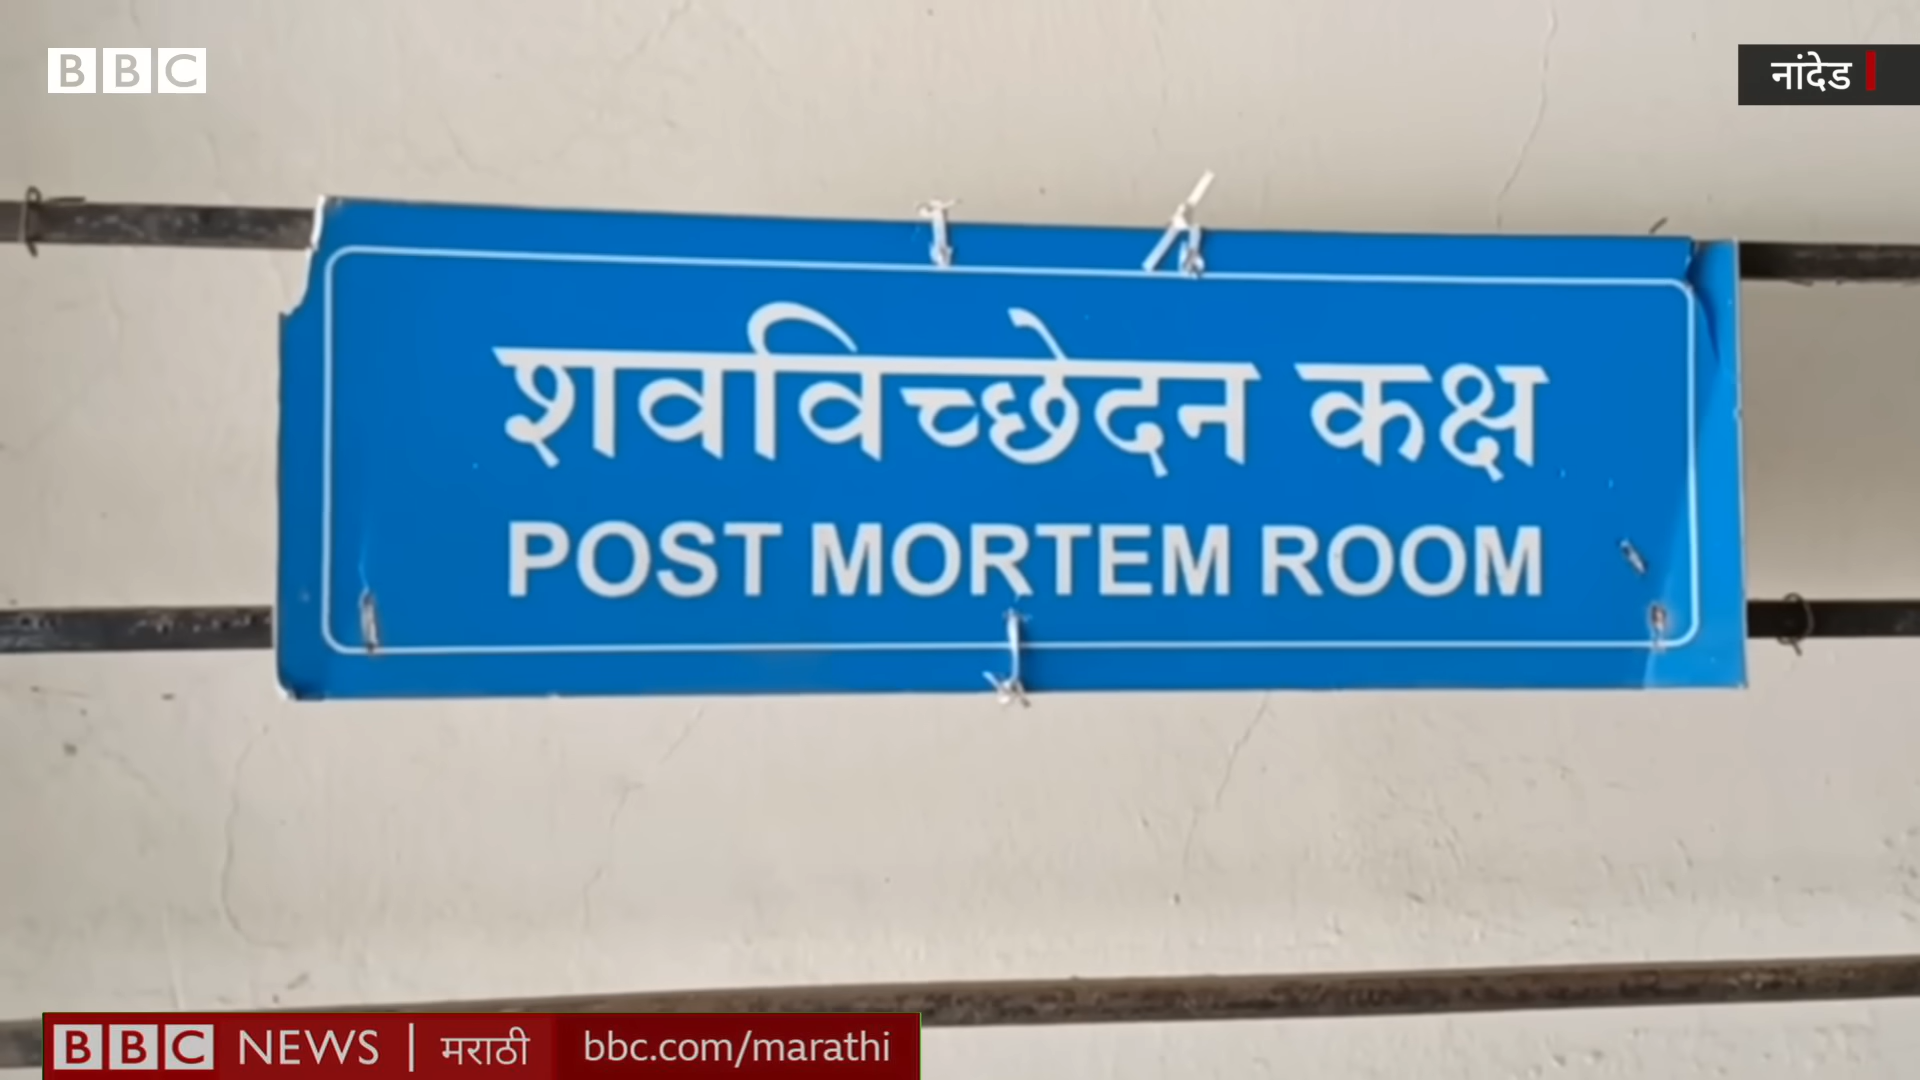 BBC
नांदेड
शवविच्छेदन कक्ष
POST MORTEM ROOM
BBC NEWS | मराठी bbc.com/marathi